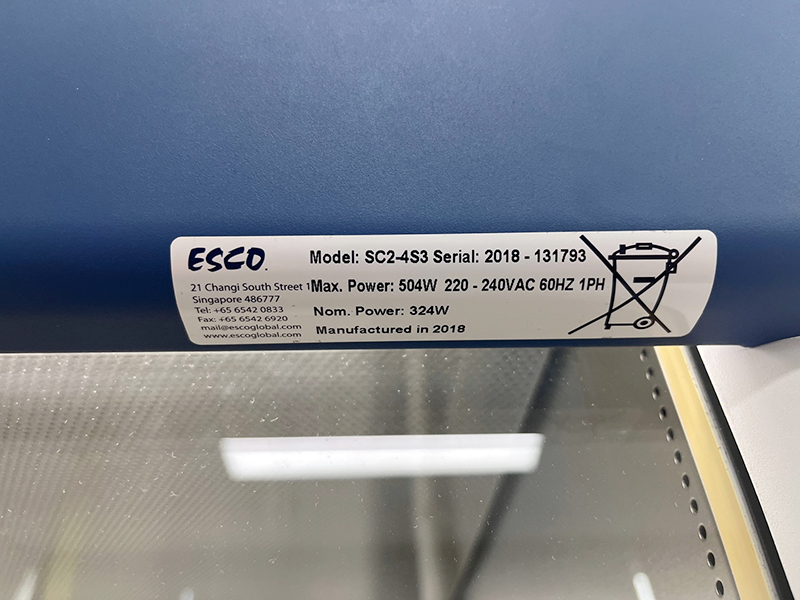 ESCO.
21 Changi South Street 1
Singapore 486777
Tel: +65 6542 0833
Fax: +65 6542 6920
mail@escoglobal.com
www.escoglobal.com
Model: SC2-4S3 Serial: 2018 - 131793
Max. Power: 504W 220 - 240VAC 60HZ 1PH
Nom. Power: 324W
Manufactured in 2018